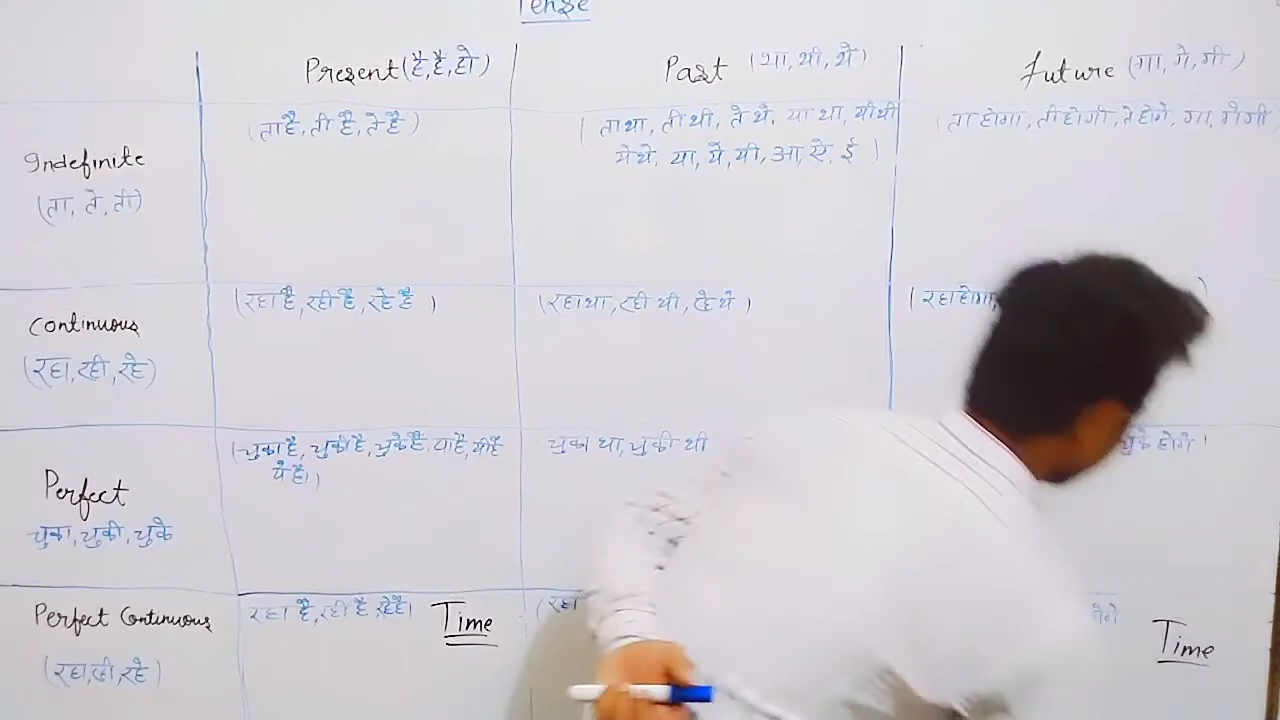 Tense
Present (है, हैं, हो)
Past (था, थी, थे)
Future (गा, गे, गी)
Indefinite
(ता, ते, ती)
(ता है, ती है, ते है)
(ता था, ती थी, ते थे, या था, यी थी
ये थे, या, ये, यी, आ, ऐ, ई)
(ता होगा, ती होगी, ते होगे, गा, गे गी
Continuous
(रहा, रही, रहे)
(रहा है, रही है, रहे है)
(रहा था, रही थी, रहे थे)
(रहा होगा,
Perfect
चुका, चुकी, चुके
(चुका है, चुकी है, चुके है, या है, यी है
ये है।)
चुका था, चुकी थी
चुके होगे)
Perfect Continuous
(रहा, रही, रहे)
रहा है, रही है, रहे है।
Time
(रहा
Time